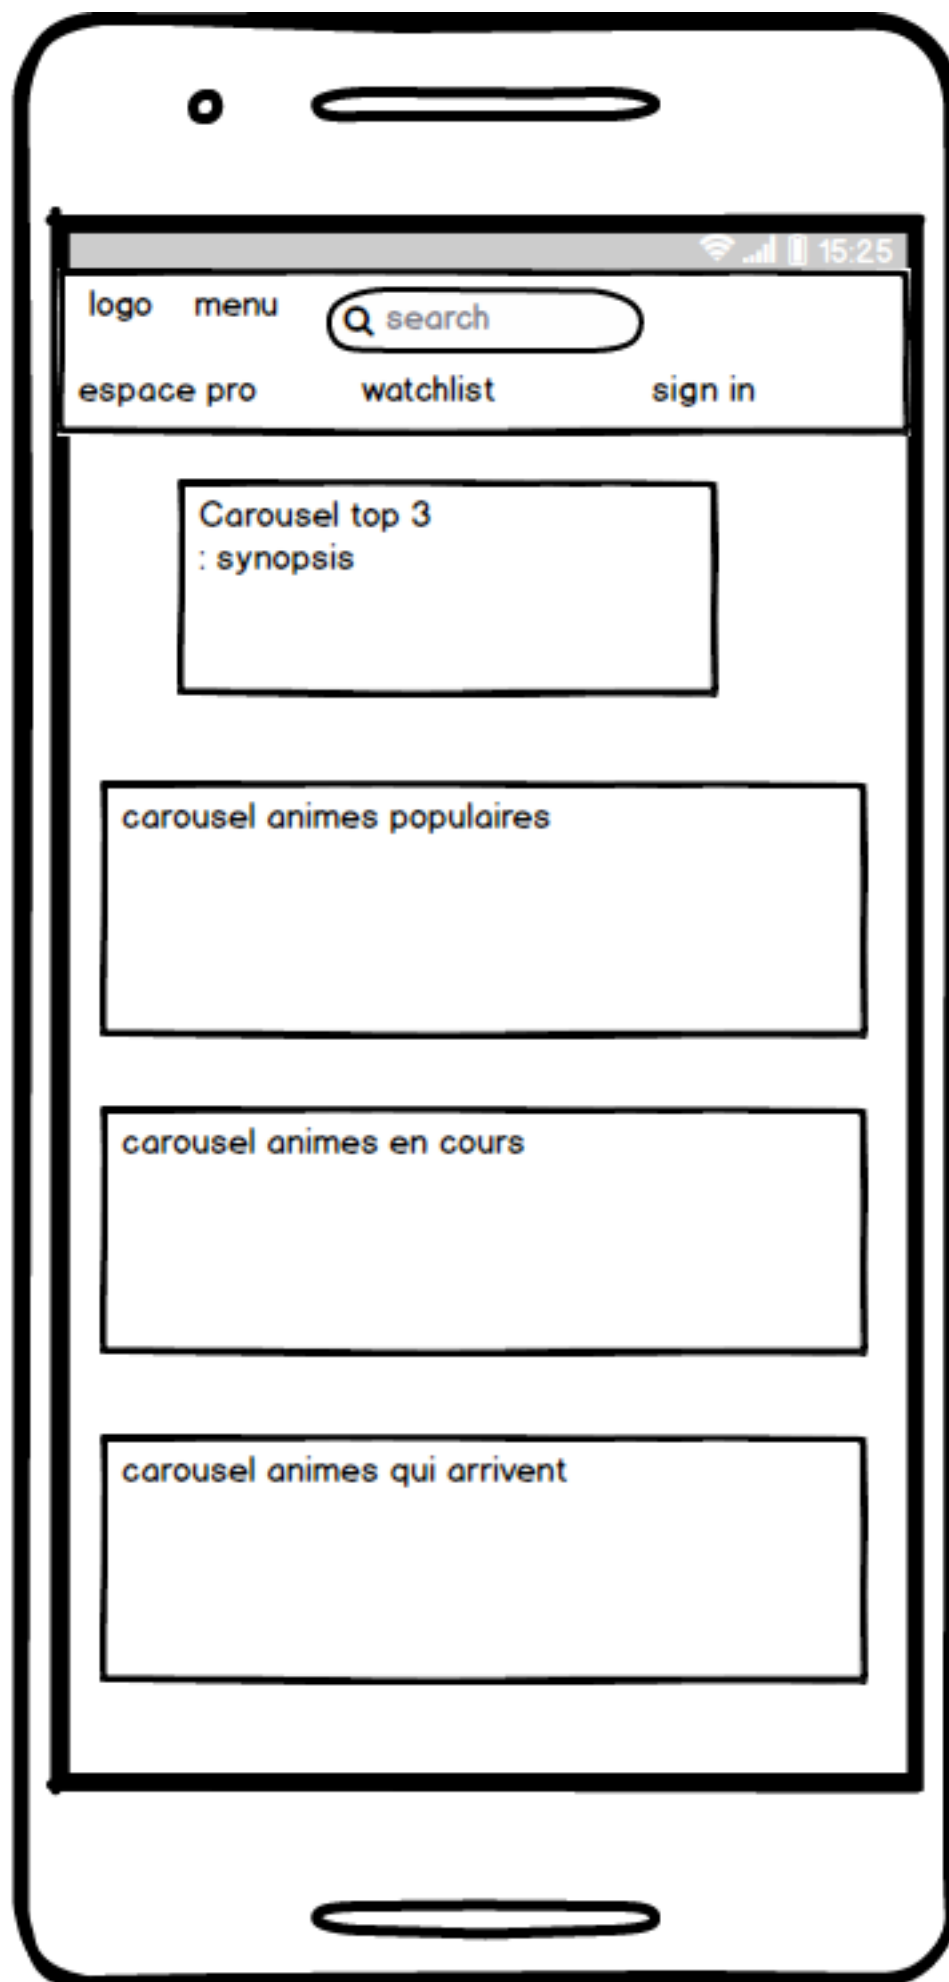 15:25
logo menu search
espace pro watchlist sign in
Carousel top 3
: synopsis
carousel animes populaires
carousel animes en cours
carousel animes qui arrivent